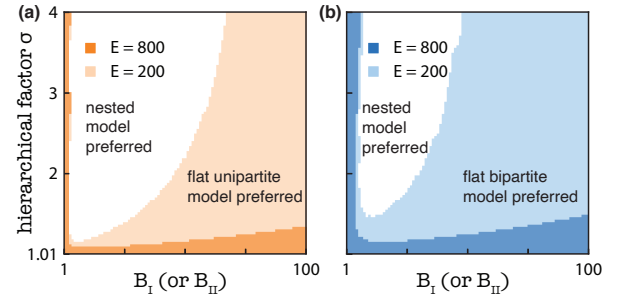 (a)
(b)
hierarchical factor σ
4
3
2
1.01
E = 800
E = 200
nested
model
preferred
flat unipartite
model preferred
1
100
B_I (or B_II)
E = 800
E = 200
nested
model
preferred
flat bipartite
model preferred
1
100
B_I (or B_II)